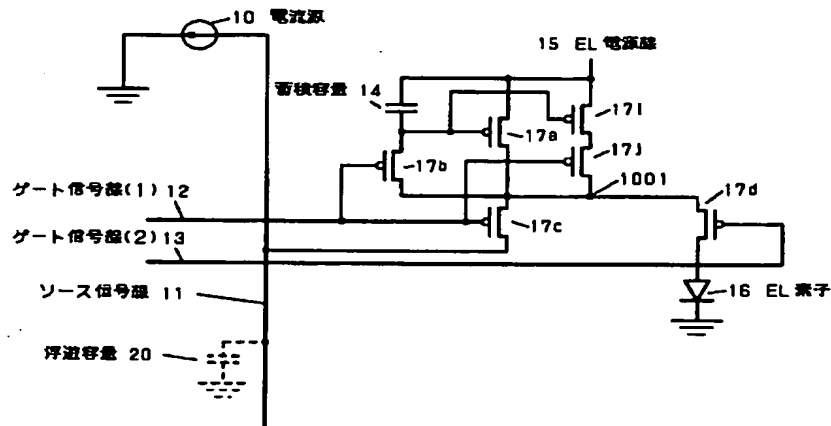 10 電流源
15 EL 電源線
蓄積容量 14
17i
17a
17j
17b
1001
17d
ゲート信号線(1) 12
17c
ゲート信号線(2) 13
ソース信号線 11
16 EL 素子
浮遊容量 20